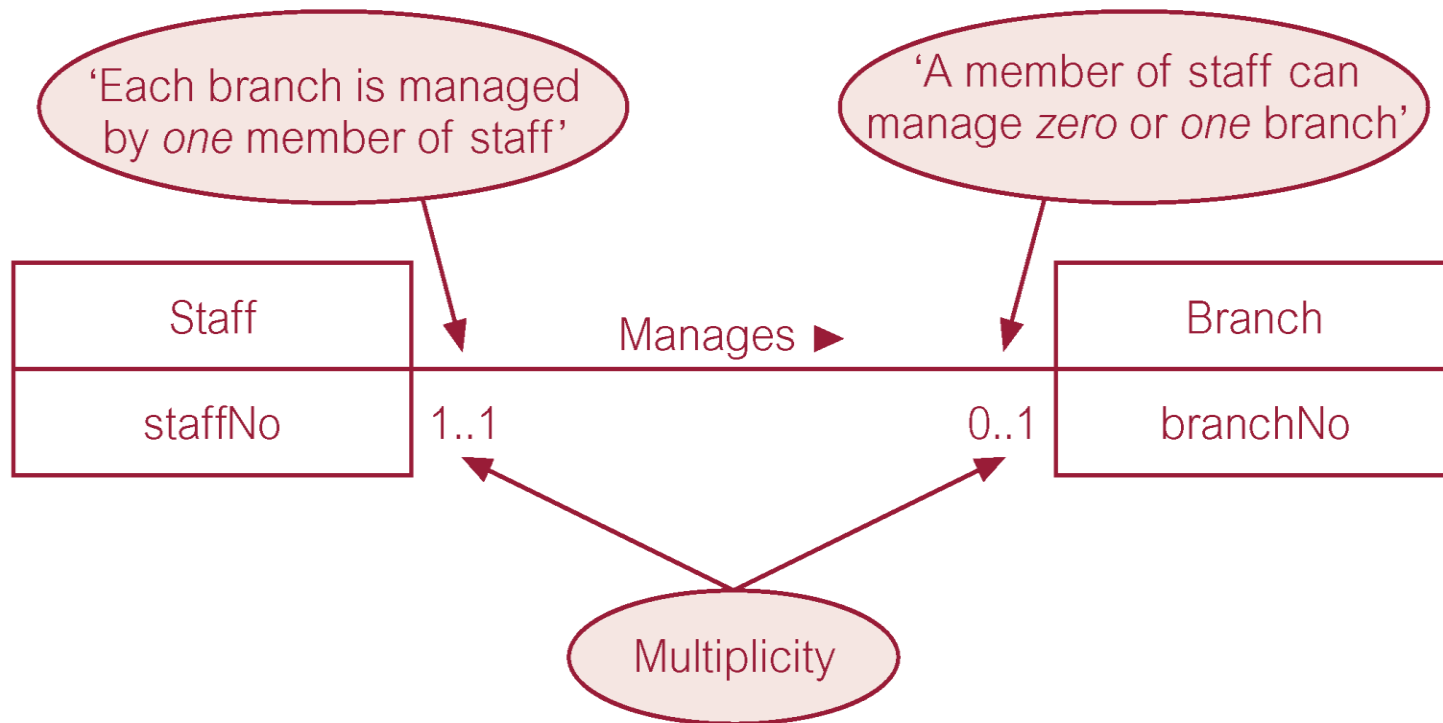 ‘Each branch is managed
by one member of staff’
‘A member of staff can
manage zero or one branch’
Staff
Manages ►
Branch
staffNo
1..1
0..1
branchNo
Multiplicity